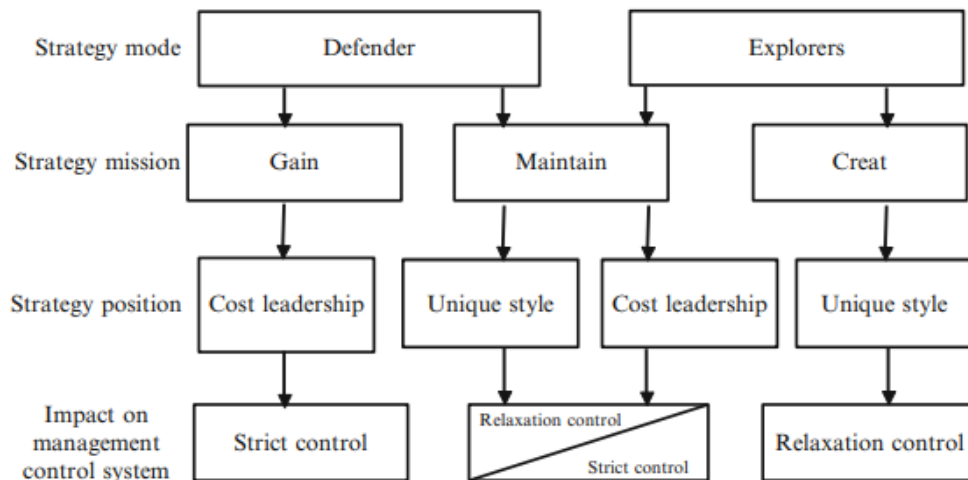 Strategy mode
Defender
Explorers
Strategy mission
Gain
Maintain
Creat
Strategy position
Cost leadership
Unique style
Cost leadership
Unique style
Impact on
management
control system
Strict control
Relaxation control
Strict control
Relaxation control